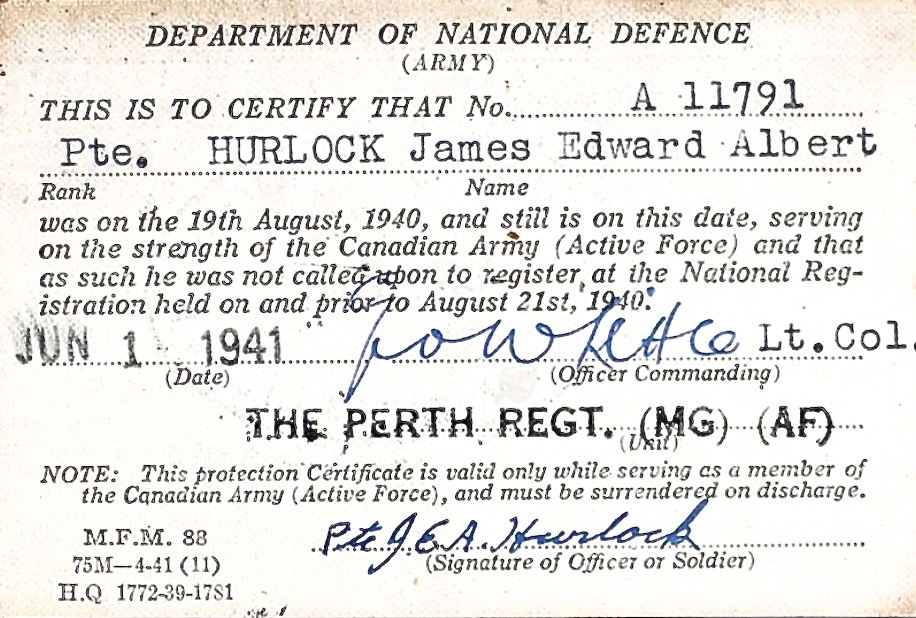 DEPARTMENT OF NATIONAL DEFENCE
(ARMY)
THIS IS TO CERTIFY THAT No. A 11791
Pte. HURLOCK James Edward Albert
Rank Name
was on the 19th August, 1940, and still is on this date, serving
on the strength of the Canadian Army (Active Force) and that
as such he was not called upon to register at the National Reg-
istration held on and prior to August 21st, 1940.
JUN 1 1941 Lt. Col.
(Date) (Officer Commanding)
THE PERTH REGT. (MG) (AF)
(Unit)
NOTE: This protection Certificate is valid only while serving as a member of
the Canadian Army (Active Force), and must be surrendered on discharge.
M.F.M. 88 Pte J E A. Hurlock
75M—4-41 (11) (Signature of Officer or Soldier)
H.Q 1772-39-1781